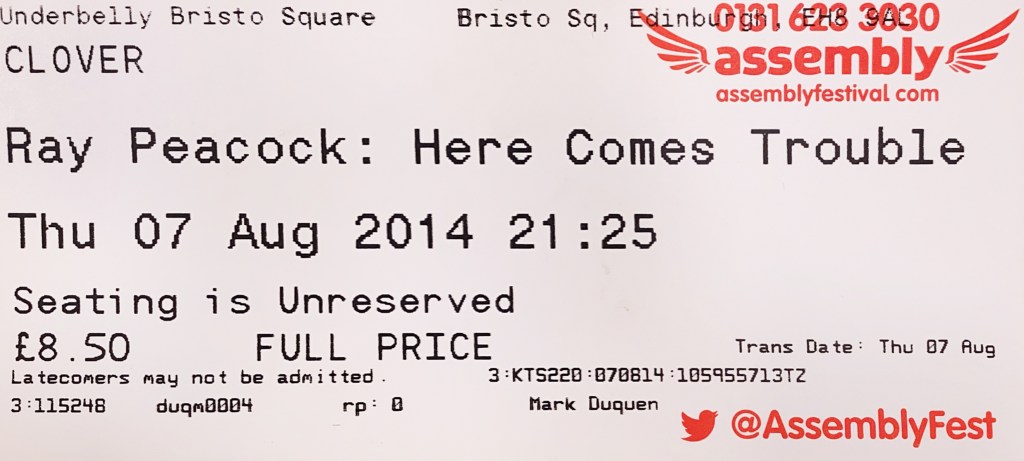 Underbelly Bristo Square Bristo Sq, Edinburgh, EH8 9AL
0131 623 3030
CLOVER
assembly
assemblyfestival.com
Ray Peacock: Here Comes Trouble
Thu 07 Aug 2014 21:25
Seating is Unreserved
£8.50 FULL PRICE
Trans Date: Thu 07 Aug
Latecomers may not be admitted. 3:KTS220:070814:105955713TZ
3:115248 duqm0004 rp: 0 Mark Duquen
@AssemblyFest